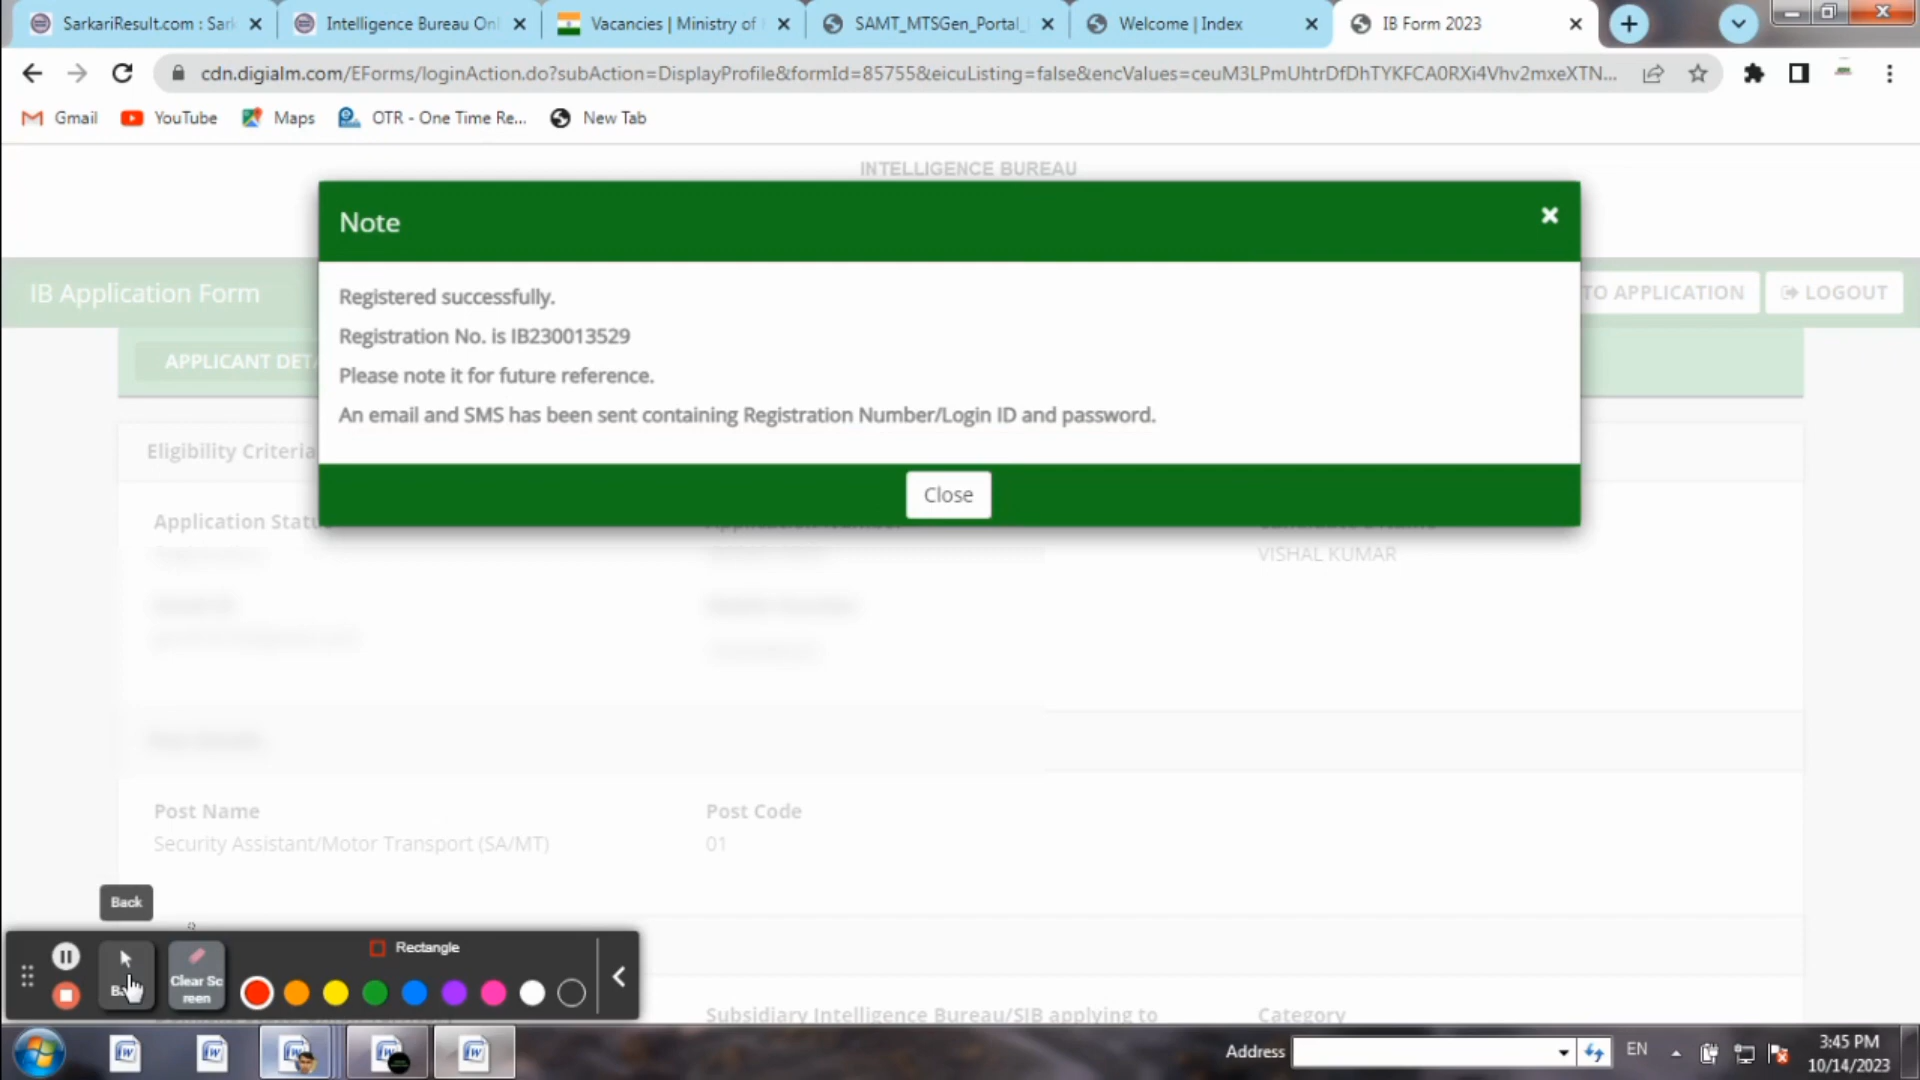 SarkariResult.com : Sark
Intelligence Bureau Onl
Vacancies | Ministry of
SAMT_MTSGen_Portal_
Welcome | Index
IB Form 2023
cdn.digialm.com/EForms/loginAction.do?subAction=DisplayProfile&formId=85755&eicuListing=false&encValues=ceuM3LPmUhtrDfDhTYKFCA0RXi4Vhv2mxeXTN...
Gmail
YouTube
Maps
OTR - One Time Re...
New Tab
INTELLIGENCE BUREAU
Note
Registered successfully.
Registration No. is IB230013529
Please note it for future reference.
An email and SMS has been sent containing Registration Number/Login ID and password.
Close
IB Application Form
TO APPLICATION
LOGOUT
APPLICANT DETA
Eligibility Criteria
Application Statu
VISHAL KUMAR
Post Name
Post Code
Security Assistant/Motor Transport (SA/MT)
01
Back
Rectangle
Clear Sc
reen
Subsidiary Intelligence Bureau/SIB applying to
Category
Address
EN
3:45 PM
10/14/2023